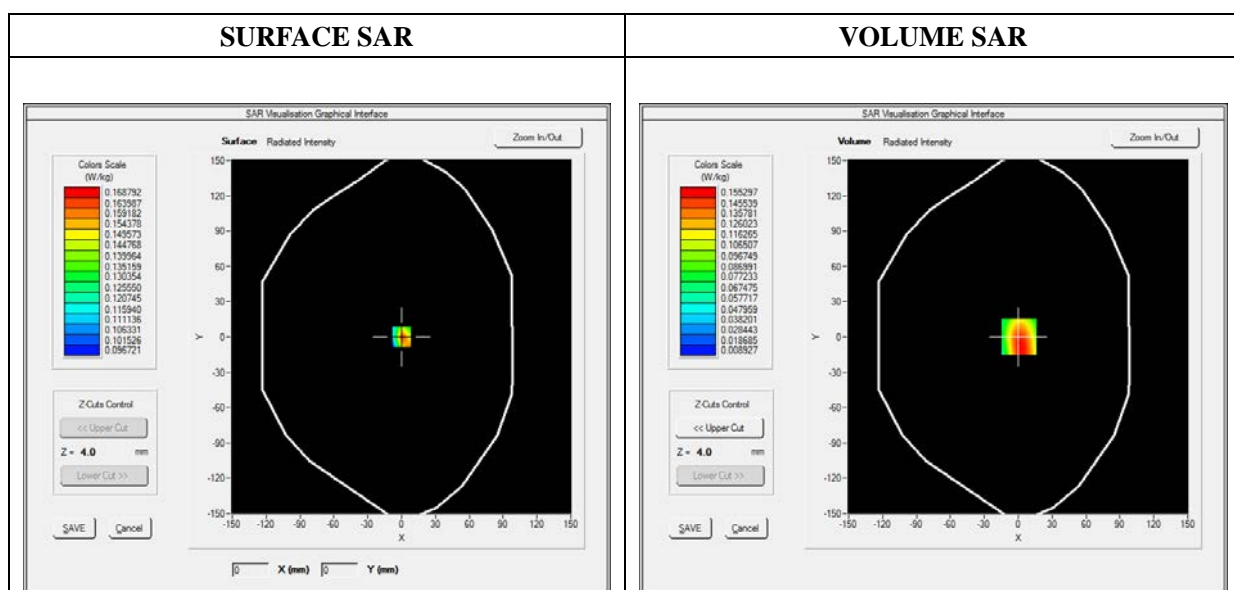 SURFACE SAR
VOLUME SAR
SAR Visualisation Graphical Interface
Surface Radiated Intensity
Zoom In/Out
Colors Scale
(W/kg)
0.168792
0.163987
0.159182
0.154378
0.149573
0.144768
0.139964
0.135159
0.130354
0.125550
0.120745
0.115940
0.111136
0.106331
0.101526
0.096721
Z-Cuts Control
<< Upper Cut
Z = 4.0 mm
Lower Cut >>
SAVE Cancel
150
120
90
60
30
0
-30
-60
-90
-120
-150
Y
-150 -120 -90 -60 -30 0 30 60 90 120 150
X
0 X (mm) 0 Y (mm)
SAR Visualisation Graphical Interface
Volume Radiated Intensity
Zoom In/Out
Colors Scale
(W/kg)
0.155297
0.145539
0.135781
0.126023
0.116265
0.106507
0.096749
0.086991
0.077233
0.067475
0.057717
0.047959
0.038201
0.028443
0.018685
0.008927
Z-Cuts Control
<< Upper Cut
Z = 4.0 mm
Lower Cut >>
SAVE Cancel
150
120
90
60
30
0
-30
-60
-90
-120
-150
Y
-150 -120 -90 -60 -30 0 30 60 90 120 150
X